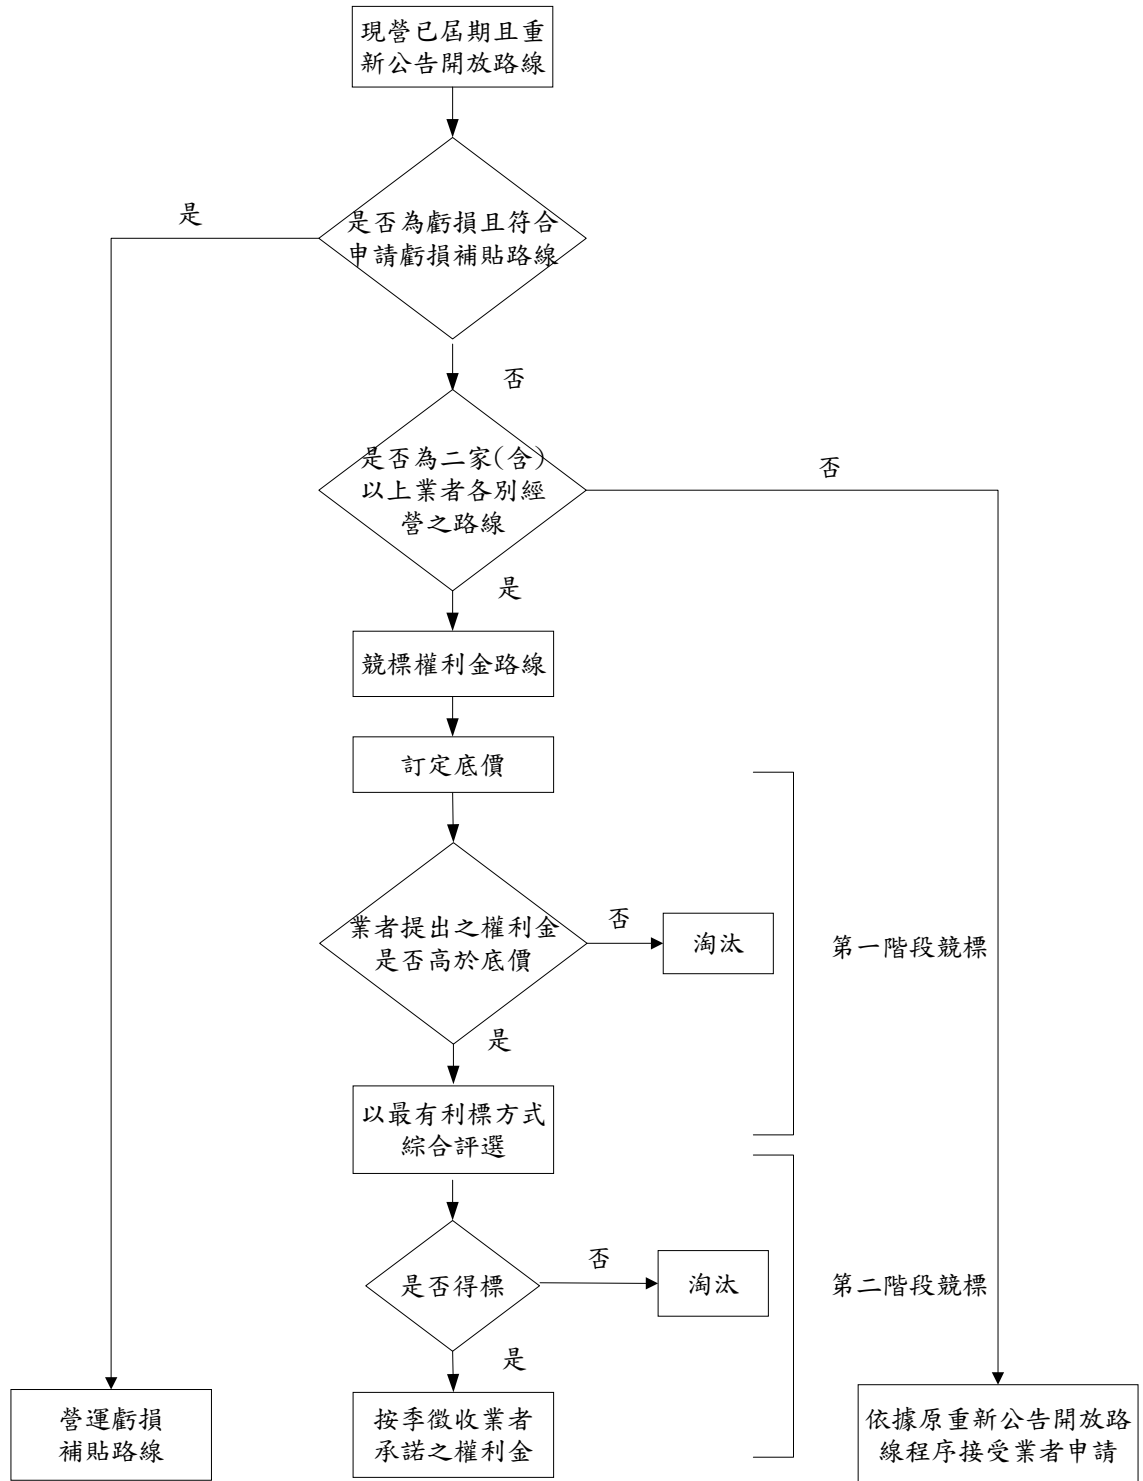 現營已屆期且重
新公告開放路線
是
是否為虧損且符合
申請虧損補貼路線
否
是否為二家(含)
以上業者各別經
營之路線
否
是
競標權利金路線
訂定底價
業者提出之權利金
是否高於底價
否
淘汰
第一階段競標
是
以最有利標方式
綜合評選
是否得標
否
淘汰
第二階段競標
是
營運虧損
補貼路線
按季徵收業者
承諾之權利金
依據原重新公告開放路
線程序接受業者申請